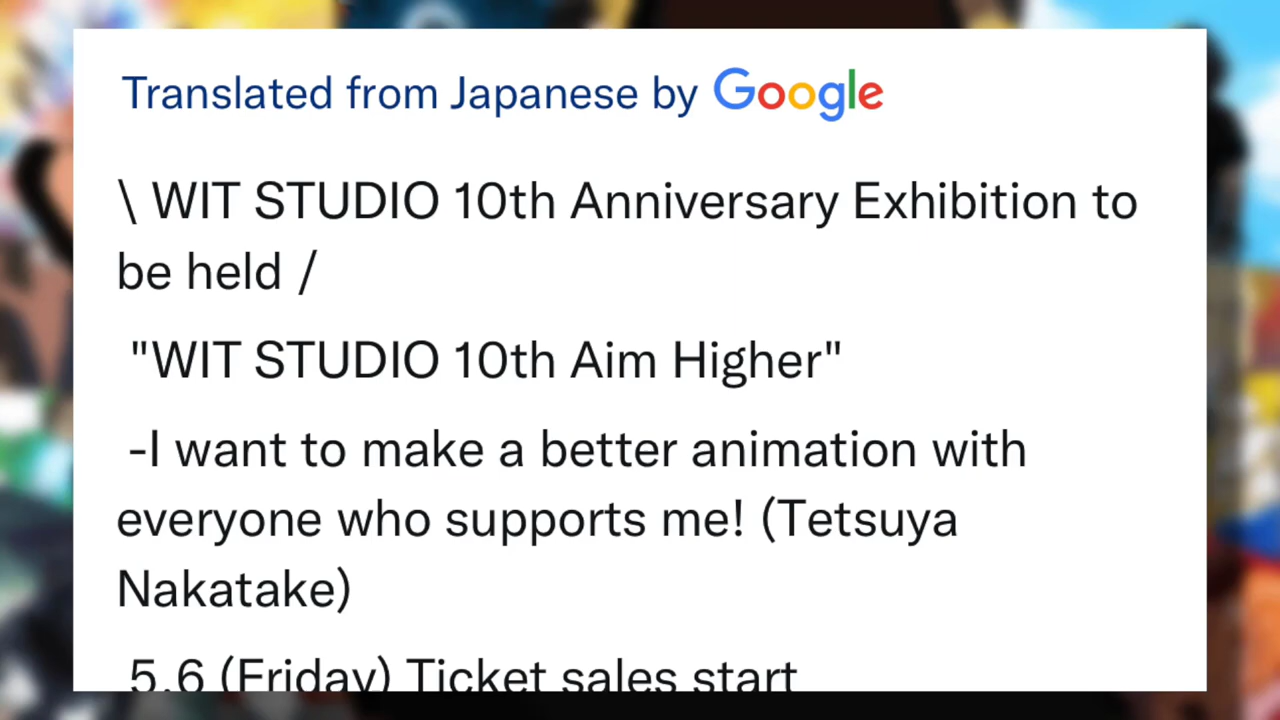 Translated from Japanese by Google
\ WIT STUDIO 10th Anniversary Exhibition to
be held /
"WIT STUDIO 10th Aim Higher"
-I want to make a better animation with
everyone who supports me! (Tetsuya
Nakatake)
5.6 (Friday) Ticket sales start